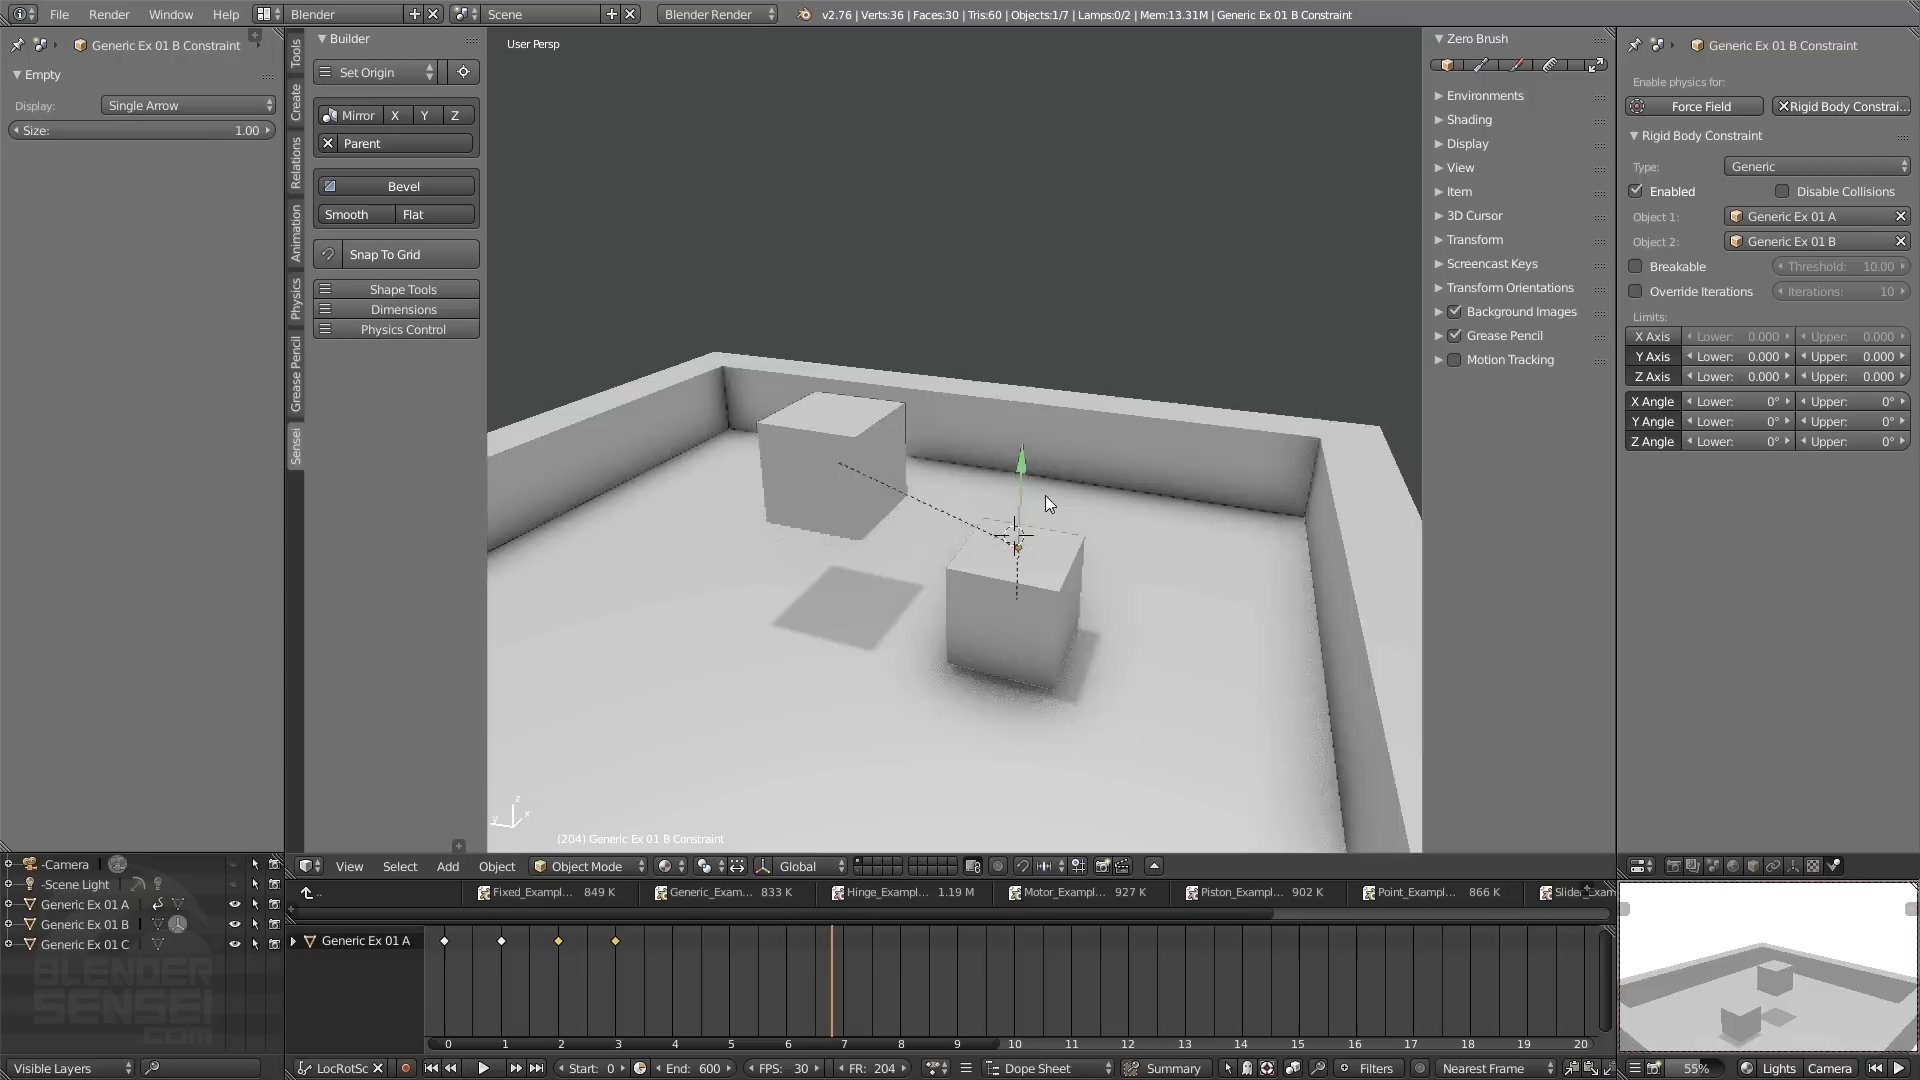 File Render Window Help Blender Scene Blender Render v2.76 | Verts:36 | Faces:30 | Tris:60 | Objects:1/7 | Lamps:0/2 | Mem:13.31M | Generic Ex 01 B Constraint
Generic Ex 01 B Constraint
Empty
Display: Single Arrow
Size: 1.00
Tools
Create
Relations
Animation
Physics
Grease Pencil
Sensei
Builder
Set Origin
Mirror X Y Z
Parent
Bevel
Smooth Flat
Snap To Grid
Shape Tools
Dimensions
Physics Control
User Persp
(204) Generic Ex 01 B Constraint
Zero Brush
Environments
Shading
Display
View
Item
3D Cursor
Transform
Screencast Keys
Transform Orientations
Background Images
Grease Pencil
Motion Tracking
Generic Ex 01 B Constraint
Enable physics for:
Force Field Rigid Body Constrai...
Rigid Body Constraint
Type: Generic
Enabled Disable Collisions
Object 1: Generic Ex 01 A
Object 2: Generic Ex 01 B
Breakable Threshold: 10.00
Override Iterations Iterations: 10
Limits:
X Axis Lower: 0.000 Upper: 0.000
Y Axis Lower: 0.000 Upper: 0.000
Z Axis Lower: 0.000 Upper: 0.000
X Angle Lower: 0° Upper: 0°
Y Angle Lower: 0° Upper: 0°
Z Angle Lower: 0° Upper: 0°
View Select Add Object Object Mode Global
-Camera
-Scene Light
Generic Ex 01 A
Generic Ex 01 B
Generic Ex 01 C
BLENDER
SENSEI
.COM
Visible Layers
.. Fixed_Exampl... 849 K Generic_Exam... 833 K Hinge_Exampl... 1.19 M Motor_Exampl... 927 K Piston_Exampl... 902 K Point_Exampl... 866 K
Generic Ex 01 A
0 1 2 3 4 5 6 7 8 9 10 11 12 13 14 15 16 17 18 19 20
LocRotSc Start: 0 End: 600 FPS: 30 FR: 204 Dope Sheet Summary Filters Nearest Frame
55% Lights Camera